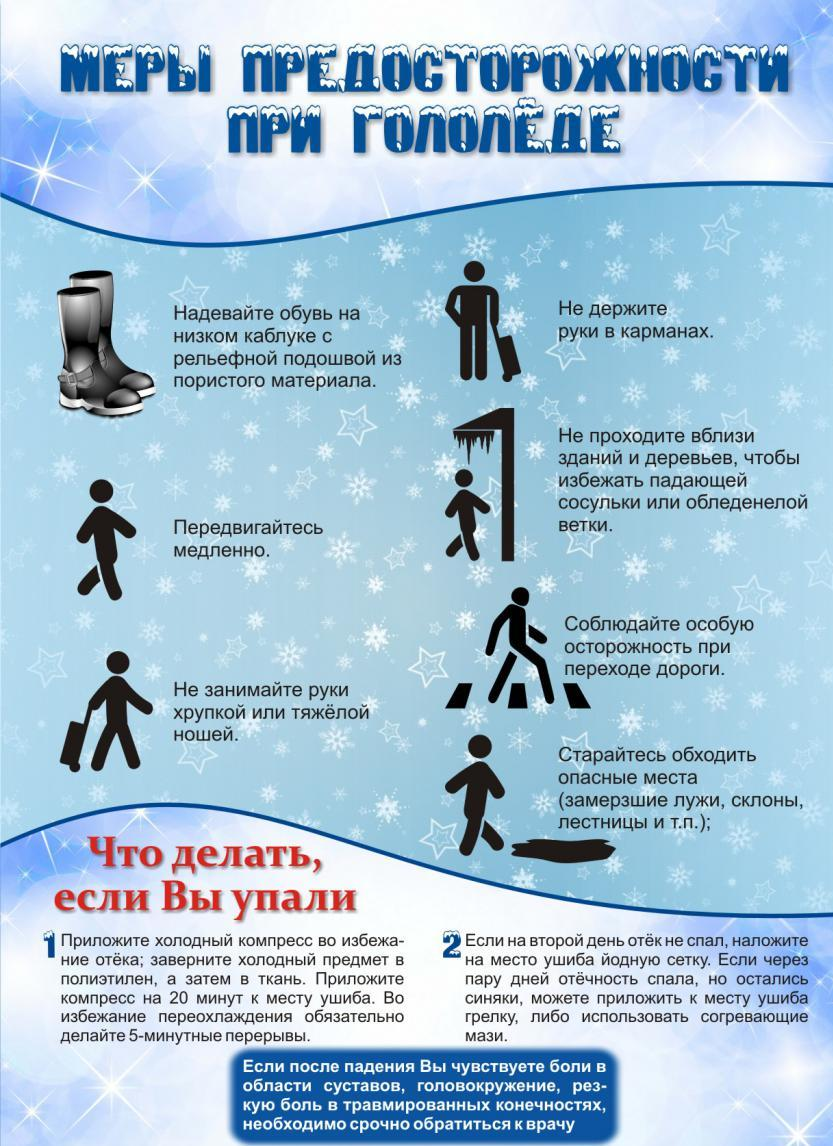 МЕРЫ ПРЕДОСТОРОЖНОСТИ
ПРИ ГОЛОЛЁДЕ
Надевайте обувь на
низком каблуке с
рельефной подошвой из
пористого материала.
Не держите
руки в карманах.
Не проходите вблизи
зданий и деревьев, чтобы
избежать падающей
сосульки или обледенелой
ветки.
Передвигайтесь
медленно.
Соблюдайте особую
осторожность при
переходе дороги.
Не занимайте руки
хрупкой или тяжёлой
ношей.
Старайтесь обходить
опасные места
(замерзшие лужи, склоны,
лестницы и т.п.);
Что делать,
если Вы упали
1 Приложите холодный компресс во избежа-
ние отёка; заверните холодный предмет в
полиэтилен, а затем в ткань. Приложите
компресс на 20 минут к месту ушиба. Во
избежание переохлаждения обязательно
делайте 5-минутные перерывы.
2 Если на второй день отёк не спал, наложите
на место ушиба йодную сетку. Если через
пару дней отёчность спала, но остались
синяки, можете приложить к месту ушиба
грелку, либо использовать согревающие
мази.
Если после падения Вы чувствуете боли в
области суставов, головокружение, рез-
кую боль в травмированных конечностях,
необходимо срочно обратиться к врачу